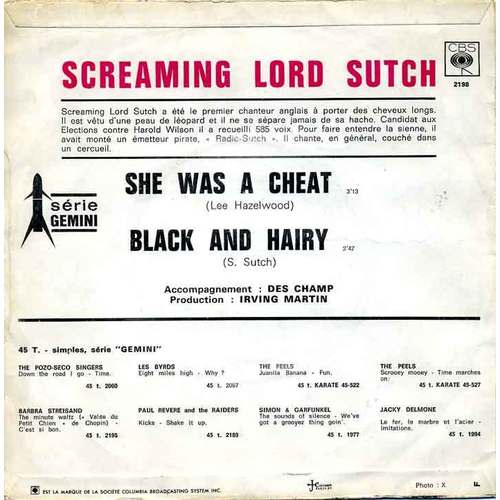 CBS
2198
SCREAMING LORD SUTCH
Screaming Lord Sutch a été le premier chanteur anglais à porter des cheveux longs.
Il est vêtu d'une peau de léopard et il ne se sépare jamais de sa hache. Candidat aux
Elections contre Harold Wilson il a recueilli 585 voix. Pour faire entendre la sienne, il
avait monté un émetteur pirate, « Radio-Sutch ». Il chante, en général, couché dans
un cercueil.
série
GEMINI
SHE WAS A CHEAT 3'13
(Lee Hazelwood)
BLACK AND HAIRY 2'42
(S. Sutch)
Accompagnement : DES CHAMP
Production : IRVING MARTIN
45 T. - simples, série "GEMINI"
THE POZO-SECO SINGERS
Down the road I go - Time.
45 t. 2060
LES BYRDS
Eight miles high - Why ?
45 t. 2067
THE PEELS
Juanita Banana - Fun.
45 t. KARATE 45-522
THE PEELS
Scrooey mooey - Time marches
on.
45 t. KARATE 45-527
BARBRA STREISAND
The minute waltz (« Valse du
Petit Chien » de Chopin) -
C'est si bon.
45 t. 2195
PAUL REVERE and the RAIDERS
Kicks - Shake it up.
45 t. 2189
SIMON & GARFUNKEL
The sounds of silence - We've
got a grooyez thing goin'.
45 t. 1977
JACKY DELMONE
Le fer, le marbre et l'acier -
Imitations.
45 t. 1994
EST LA MARQUE DE LA SOCIÉTÉ COLUMBIA BROADCASTING SYSTEM INC.
Photo : X